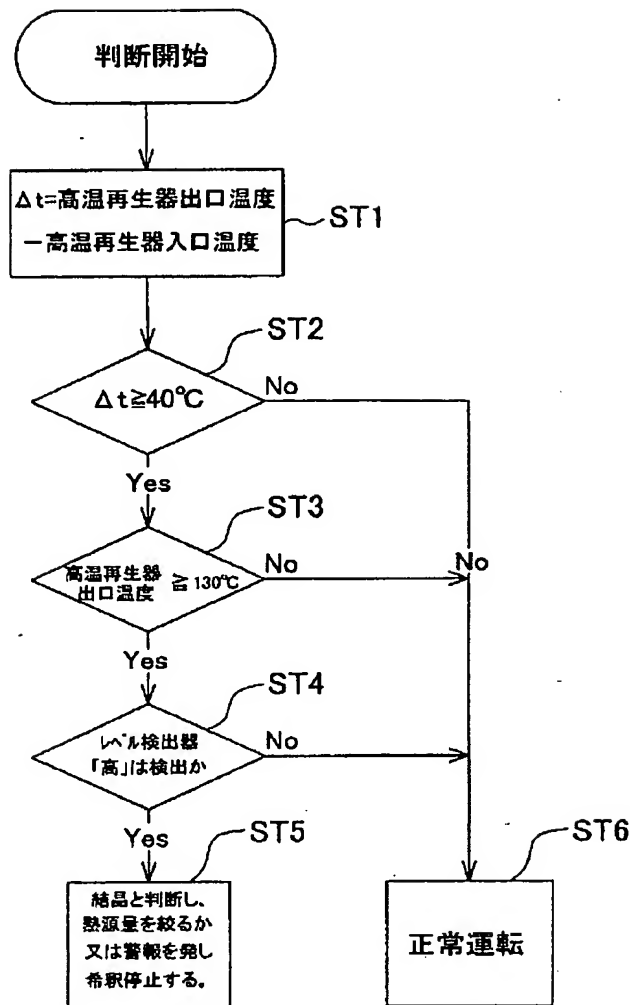 判断開始
Δt=高温再生器出口温度
ー高温再生器入口温度
ST1
ST2
Δt≧40℃
No
Yes
ST3
高温再生器
出口温度
≧ 130℃
No
No
Yes
ST4
レベル検出器
「高」は検出か
No
Yes
ST5
ST6
結晶と判断し、
熱源量を絞るか
又は警報を発し
希釈停止する。
正常運転